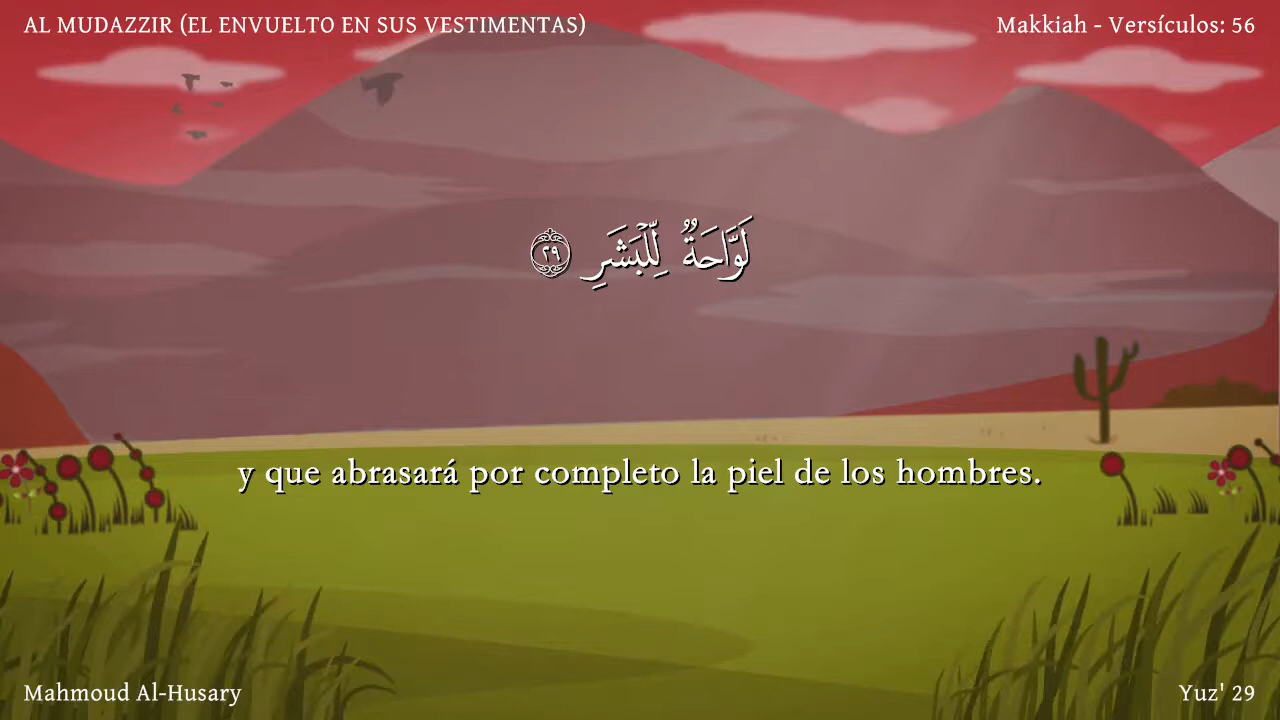 AL MUDAZZIR (EL ENVUELTO EN SUS VESTIMENTAS)
Makkiah - Versículos: 56
لَوَّاحَةٌ لِّلْبَشَرِ ٢٩
y que abrasará por completo la piel de los hombres.
Mahmoud Al-Husary
Yuz' 29